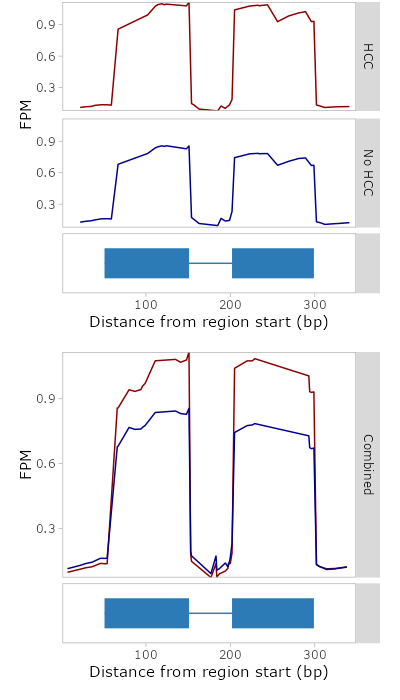 0.9
0.6
0.3
HCC
FPM
0.9
0.6
0.3
No HCC
100 200 300
Distance from region start (bp)
0.9
0.6
0.3
FPM
Combined
100 200 300
Distance from region start (bp)